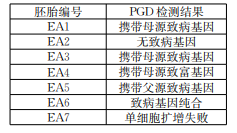 胚胎编号 PGD检测结果
EA1 携带母源致病基因
EA2 无致病基因
EA3 携带母源致病基因
EA4 携带母源致富基因
EA5 携带父源致病基因
EA6 致病基因纯合
EA7 单细胞扩增失败